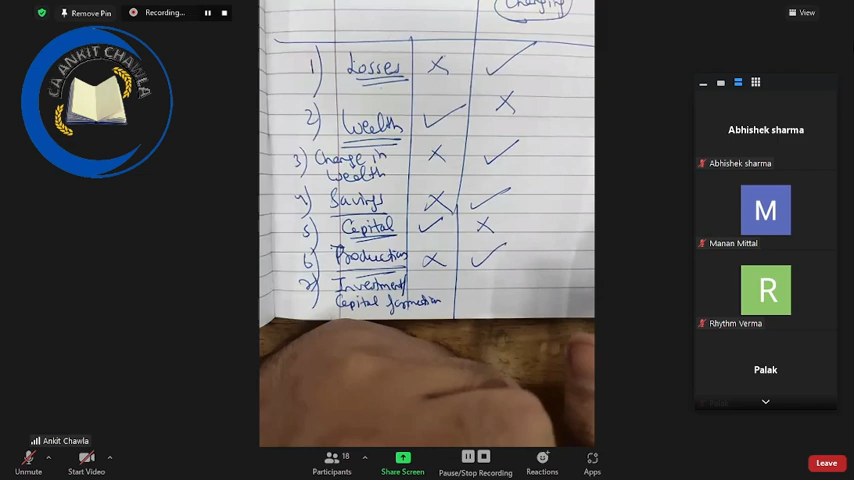 Remove Pin
Recording...
View
CA ANKIT CHAWLA
Changing
1) Losses × ✓
2) Wealth ✓ ×
3) Change in wealth × ✓
4) Savings × ✓
5) Capital ✓ ×
6) Production × ✓
7) Investment/
Capital formation
Abhishek sharma
Abhishek sharma
M
Manan Mittal
R
Rhythm Verma
Palak
Palak
Ankit Chawla
18
Unmute
Start Video
Participants
Share Screen
Pause/Stop Recording
Reactions
Apps
Leave